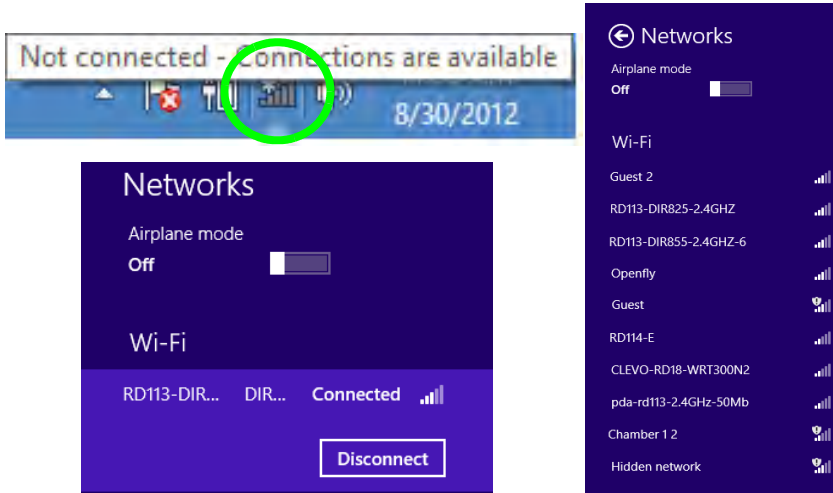 Not connected - Connections are available
8/30/2012
Networks
Airplane mode
Off
Wi-Fi
RD113-DIR... DIR... Connected
Disconnect
Networks
Airplane mode
Off
Wi-Fi
Guest 2
RD113-DIR825-2.4GHZ
RD113-DIR855-2.4GHZ-6
Openfly
Guest
RD114-E
CLEVO-RD18-WRT300N2
pda-rd113-2.4GHz-50Mb
Chamber 1 2
Hidden network